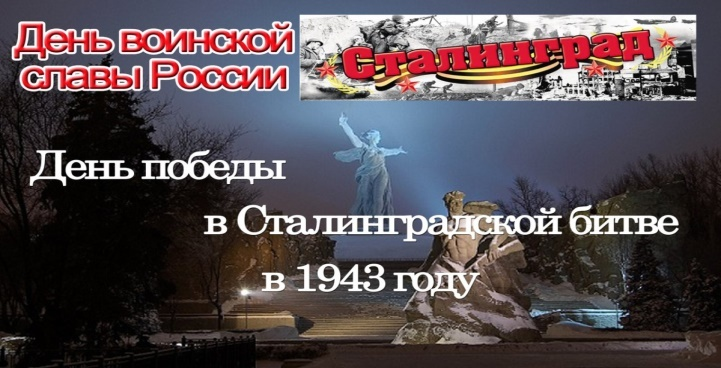 День воинской
славы России
Сталинград
День победы
в Сталинградской битве
в 1943 году